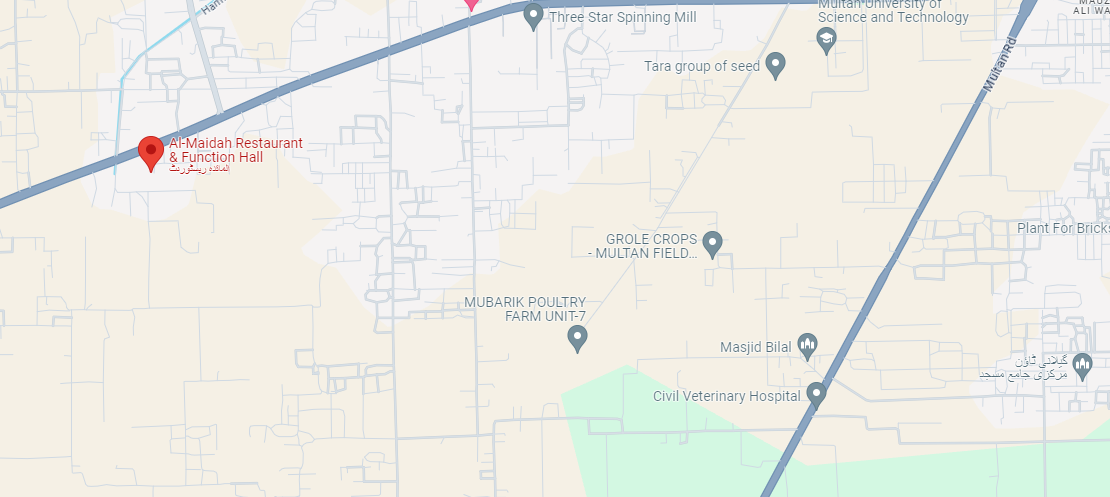 Three Star Spinning Mill
Multan University of
Science and Technology
ALI WA
Tara group of seed
Multan Rd
Al-Maidah Restaurant
& Function Hall
المائدہ ریسٹورنٹ
GROLE CROPS
- MULTAN FIELD...
Plant For Bricks
MUBARIK POULTRY
FARM UNIT-7
Masjid Bilal
گیلانی ٹاؤن
مرکزی جامع مسجد
Civil Veterinary Hospital